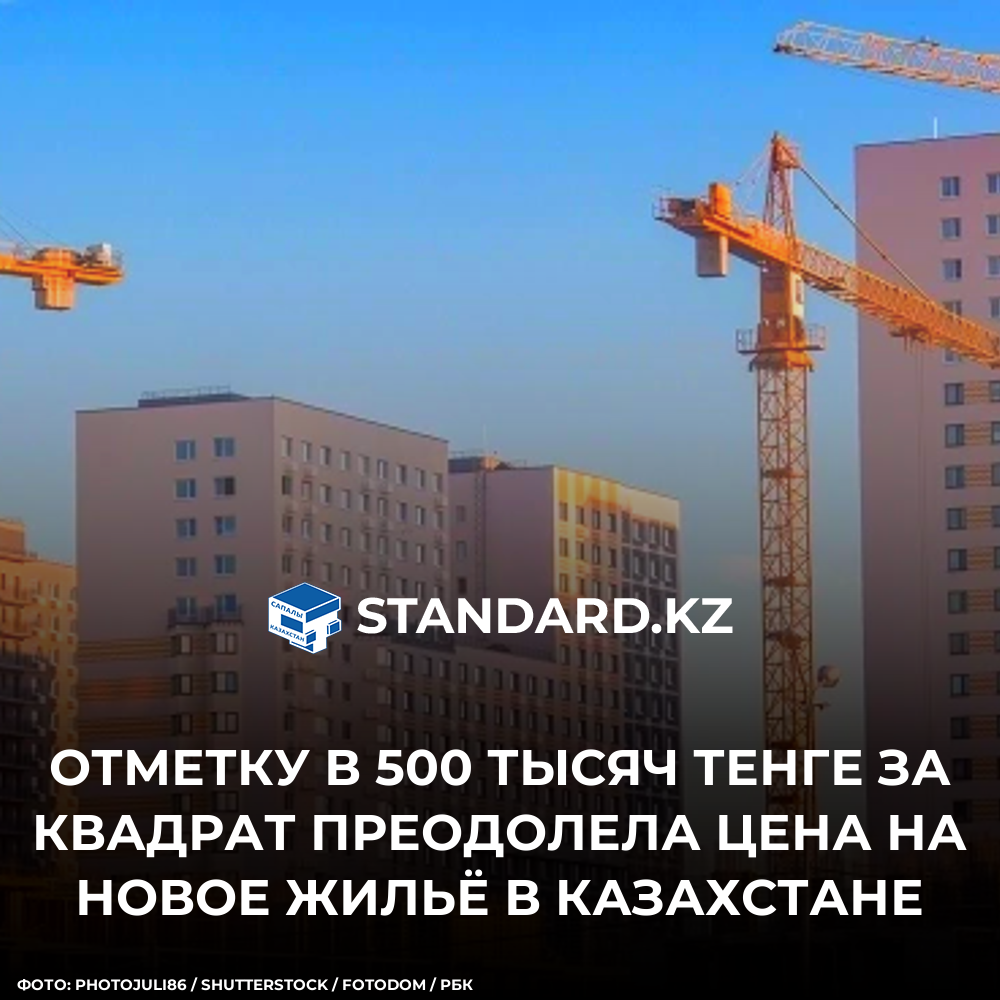 САПАЛЫ
КАЗАХСТАН
STANDARD.KZ
ОТМЕТКУ В 500 ТЫСЯЧ ТЕНГЕ ЗА
КВАДРАТ ПРЕОДОЛЕЛА ЦЕНА НА
НОВОЕ ЖИЛЬЁ В КАЗАХСТАНЕ
ФОТО: PHOTOJULI86 / SHUTTERSTOCK / FOTODOM / РБК